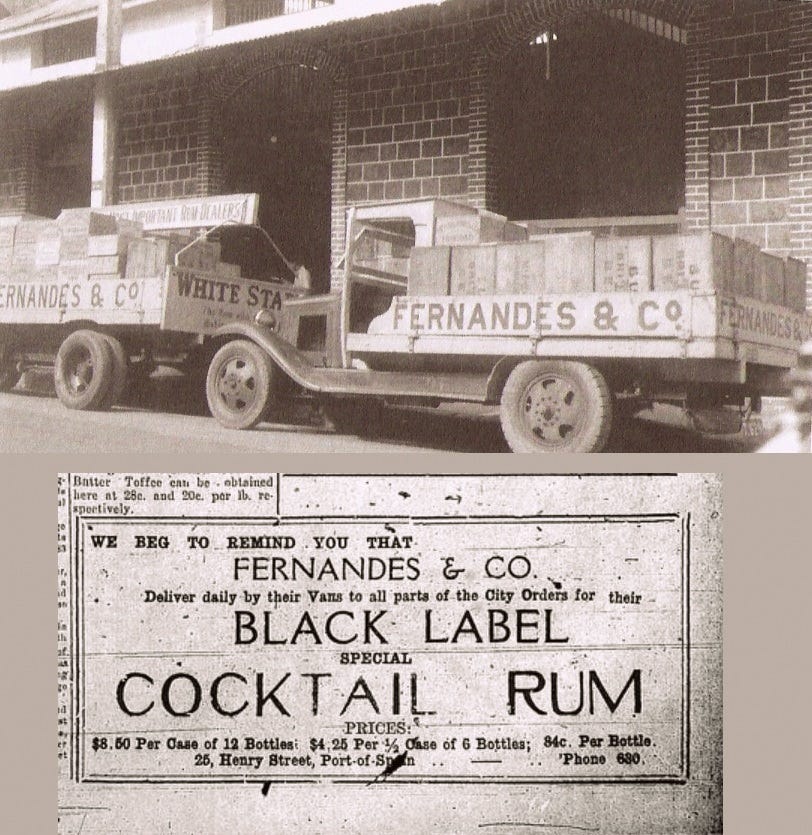 IMPORTANT RUM DEALERS
ERNANDES & Co
WHITE STA
FERNANDES & Co
FERNANDES &
Butter Toffee can be obtained
here at 28c. and 20c. per lb. re-
spectively.
WE BEG TO REMIND YOU THAT
FERNANDES & CO.
Deliver daily by their Vans to all parts of the City Orders for their
BLACK LABEL
SPECIAL
COCKTAIL RUM
PRICES:
$8.50 Per Case of 12 Bottles; $4.25 Per ½ Case of 6 Bottles; 84c. Per Bottle.
25, Henry Street, Port-of-Spain .. — .. 'Phone 630.